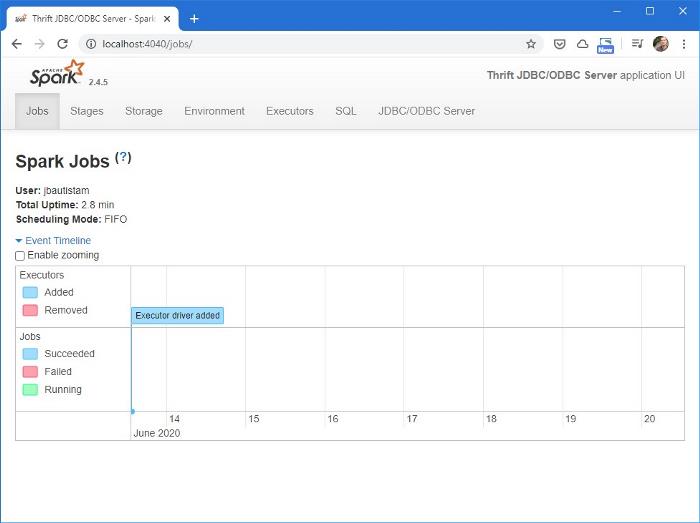 Thrift JDBC/ODBC Server - Spark
localhost:4040/jobs/
New
APACHE
Spark 2.4.5
Thrift JDBC/ODBC Server application UI
Jobs Stages Storage Environment Executors SQL JDBC/ODBC Server
Spark Jobs (?)
User: jbautistam
Total Uptime: 2.8 min
Scheduling Mode: FIFO
Event Timeline
Enable zooming
Executors
Added
Removed
Executor driver added
Jobs
Succeeded
Failed
Running
14 15 16 17 18 19 20
June 2020